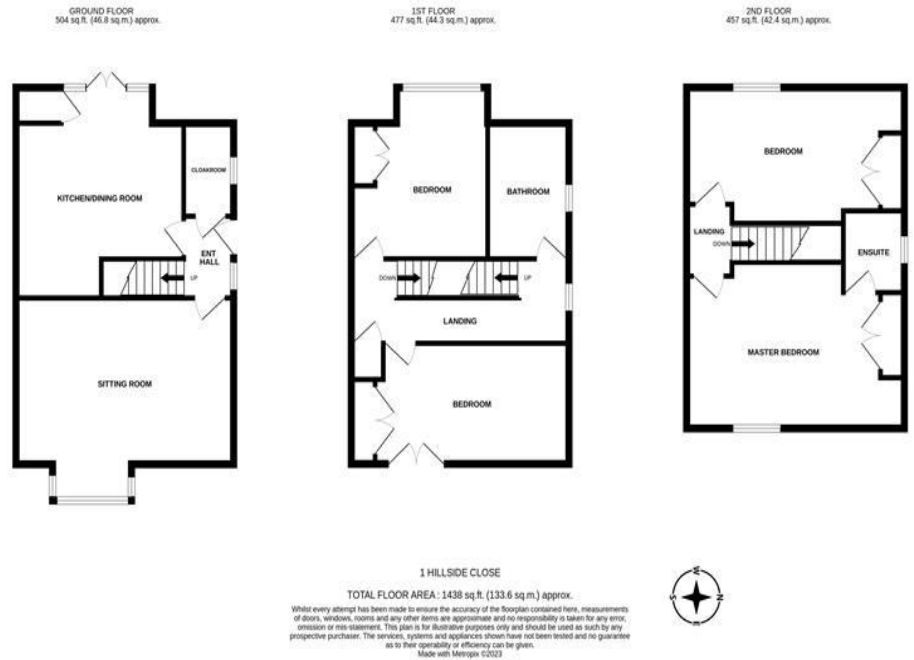 GROUND FLOOR
504 sq.ft. (46.8 sq.m.) approx.
1ST FLOOR
477 sq.ft. (44.3 sq.m.) approx.
2ND FLOOR
457 sq.ft. (42.4 sq.m.) approx.
KITCHEN/DINING ROOM
CLOAKROOM
ENT
HALL
UP
SITTING ROOM
BEDROOM
BATHROOM
DOWN
UP
LANDING
BEDROOM
BEDROOM
LANDING
DOWN
ENSUITE
MASTER BEDROOM
1 HILLSIDE CLOSE
TOTAL FLOOR AREA : 1438 sq.ft. (133.6 sq.m.) approx.
Whilst every attempt has been made to ensure the accuracy of the floorplan contained here, measurements
of doors, windows, rooms and any other items are approximate and no responsibility is taken for any error,
omission or mis-statement. This plan is for illustrative purposes only and should be used as such by any
prospective purchaser. The services, systems and appliances shown have not been tested and no guarantee
as to their operability or efficiency can be given.
Made with Metropix ©2023
W
S
N
E